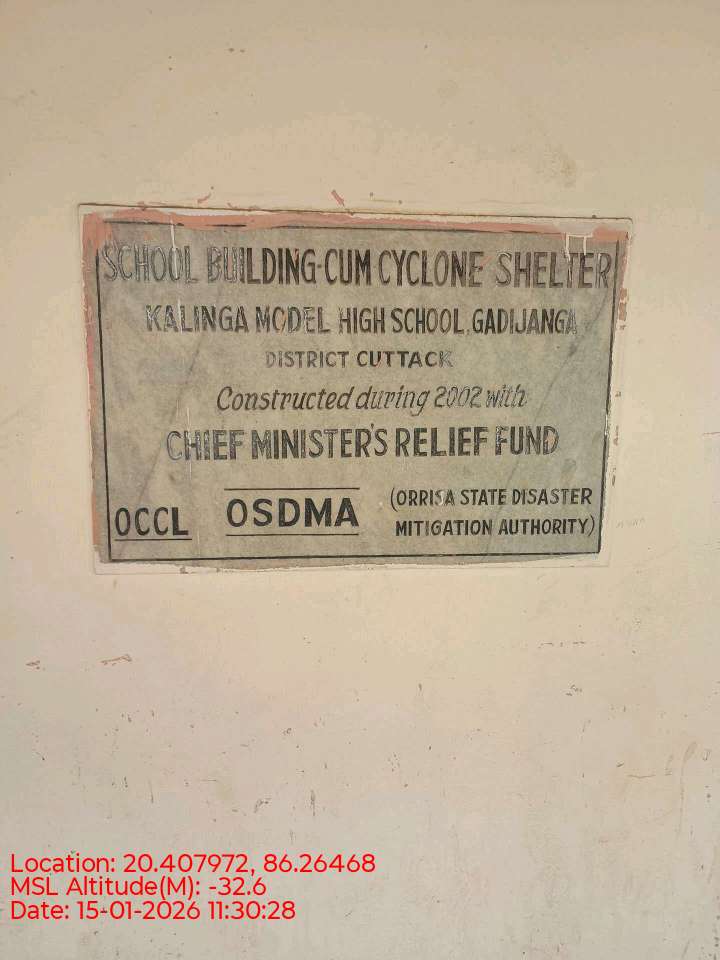 SCHOOL BUILDING-CUM CYCLONE SHELTER
KALINGA MODEL HIGH SCHOOL, GADIJANGA
DISTRICT CUTTACK
Constructed during 2002 with
CHIEF MINISTER'S RELIEF FUND
OCCL OSDMA (ORRISA STATE DISASTER
MITIGATION AUTHORITY)
Location: 20.407972, 86.26468
MSL Altitude(M): -32.6
Date: 15-01-2026 11:30:28